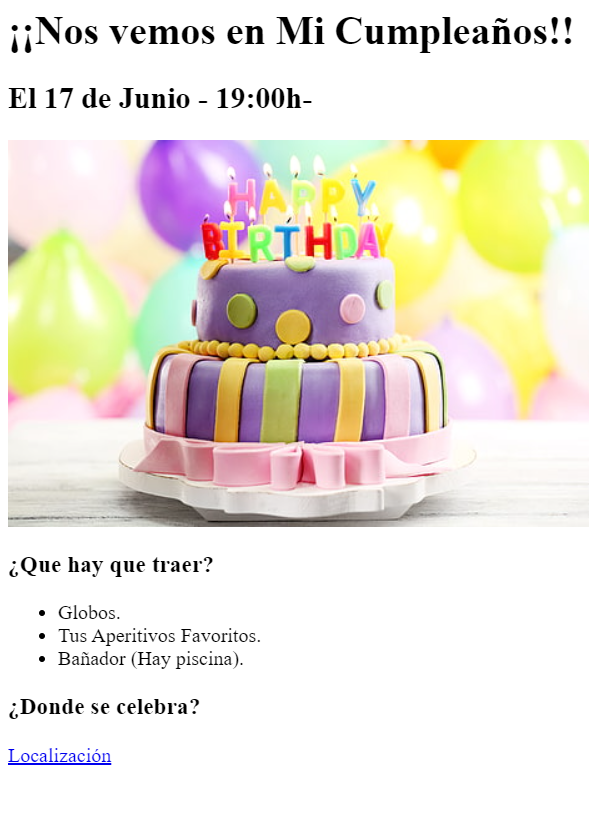 ¡¡Nos vemos en Mi Cumpleaños!!
El 17 de Junio - 19:00h-
HAPPY
BIRTHDAY
¿Que hay que traer?
Globos.
Tus Aperitivos Favoritos.
Bañador (Hay piscina).
¿Donde se celebra?
Localización